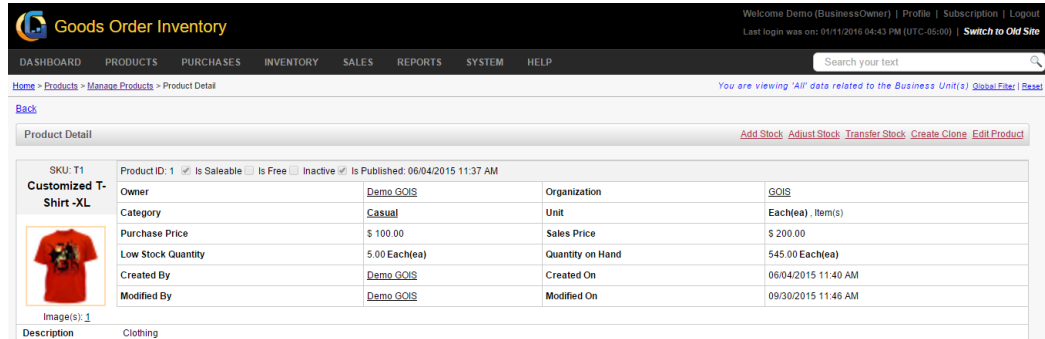 Welcome Demo (BusinessOwner) | Profile | Subscription | Logout
Goods Order Inventory
Last login was on: 01/11/2016 04:43 PM (UTC-05:00) | Switch to Old Site
DASHBOARD PRODUCTS PURCHASES INVENTORY SALES REPORTS SYSTEM HELP Search your text
Home > Products > Manage Products > Product Detail You are viewing 'All' data related to the Business Unit(s) Global Filter | Reset
Back
Product Detail Add Stock Adjust Stock Transfer Stock Create Clone Edit Product
SKU: T1 Product ID: 1 Is Saleable Is Free Inactive Is Published: 06/04/2015 11:37 AM
Customized T-Shirt -XL
Owner Demo GOIS Organization GOIS
Category Casual Unit Each(ea) , Item(s)
Purchase Price $ 100.00 Sales Price $ 200.00
Low Stock Quantity 5.00 Each(ea) Quantity on Hand 545.00 Each(ea)
Created By Demo GOIS Created On 06/04/2015 11:40 AM
Modified By Demo GOIS Modified On 09/30/2015 11:46 AM
Image(s): 1
Description Clothing